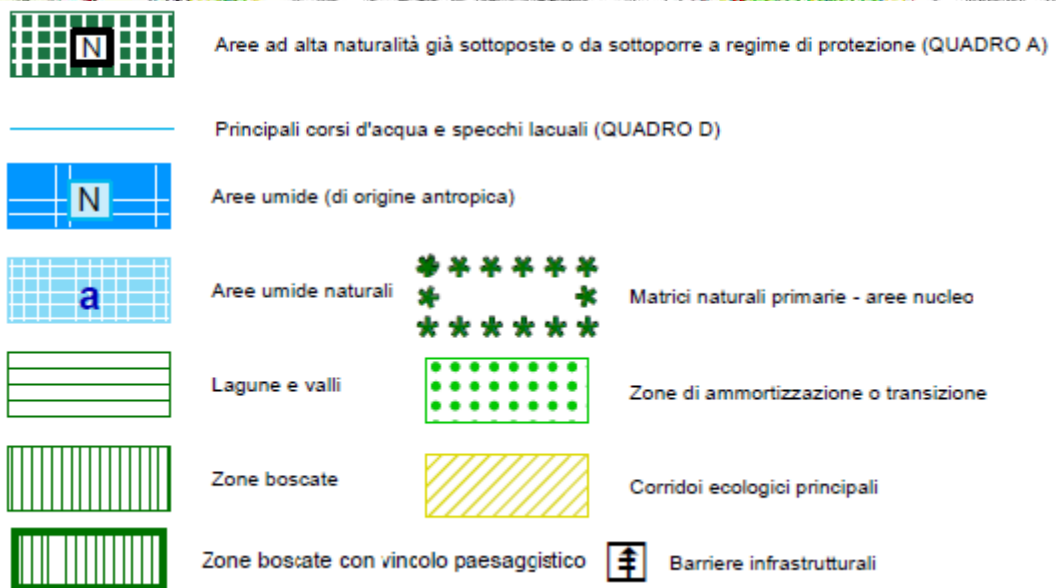 N Aree ad alta naturalità già sottoposte o da sottoporre a regime di protezione (QUADRO A)
Principali corsi d'acqua e specchi lacuali (QUADRO D)
N Aree umide (di origine antropica)
a Aree umide naturali
Matrici naturali primarie - aree nucleo
Lagune e valli
Zone di ammortizzazione o transizione
Zone boscate
Corridoi ecologici principali
Zone boscate con vincolo paesaggistico
Barriere infrastrutturali